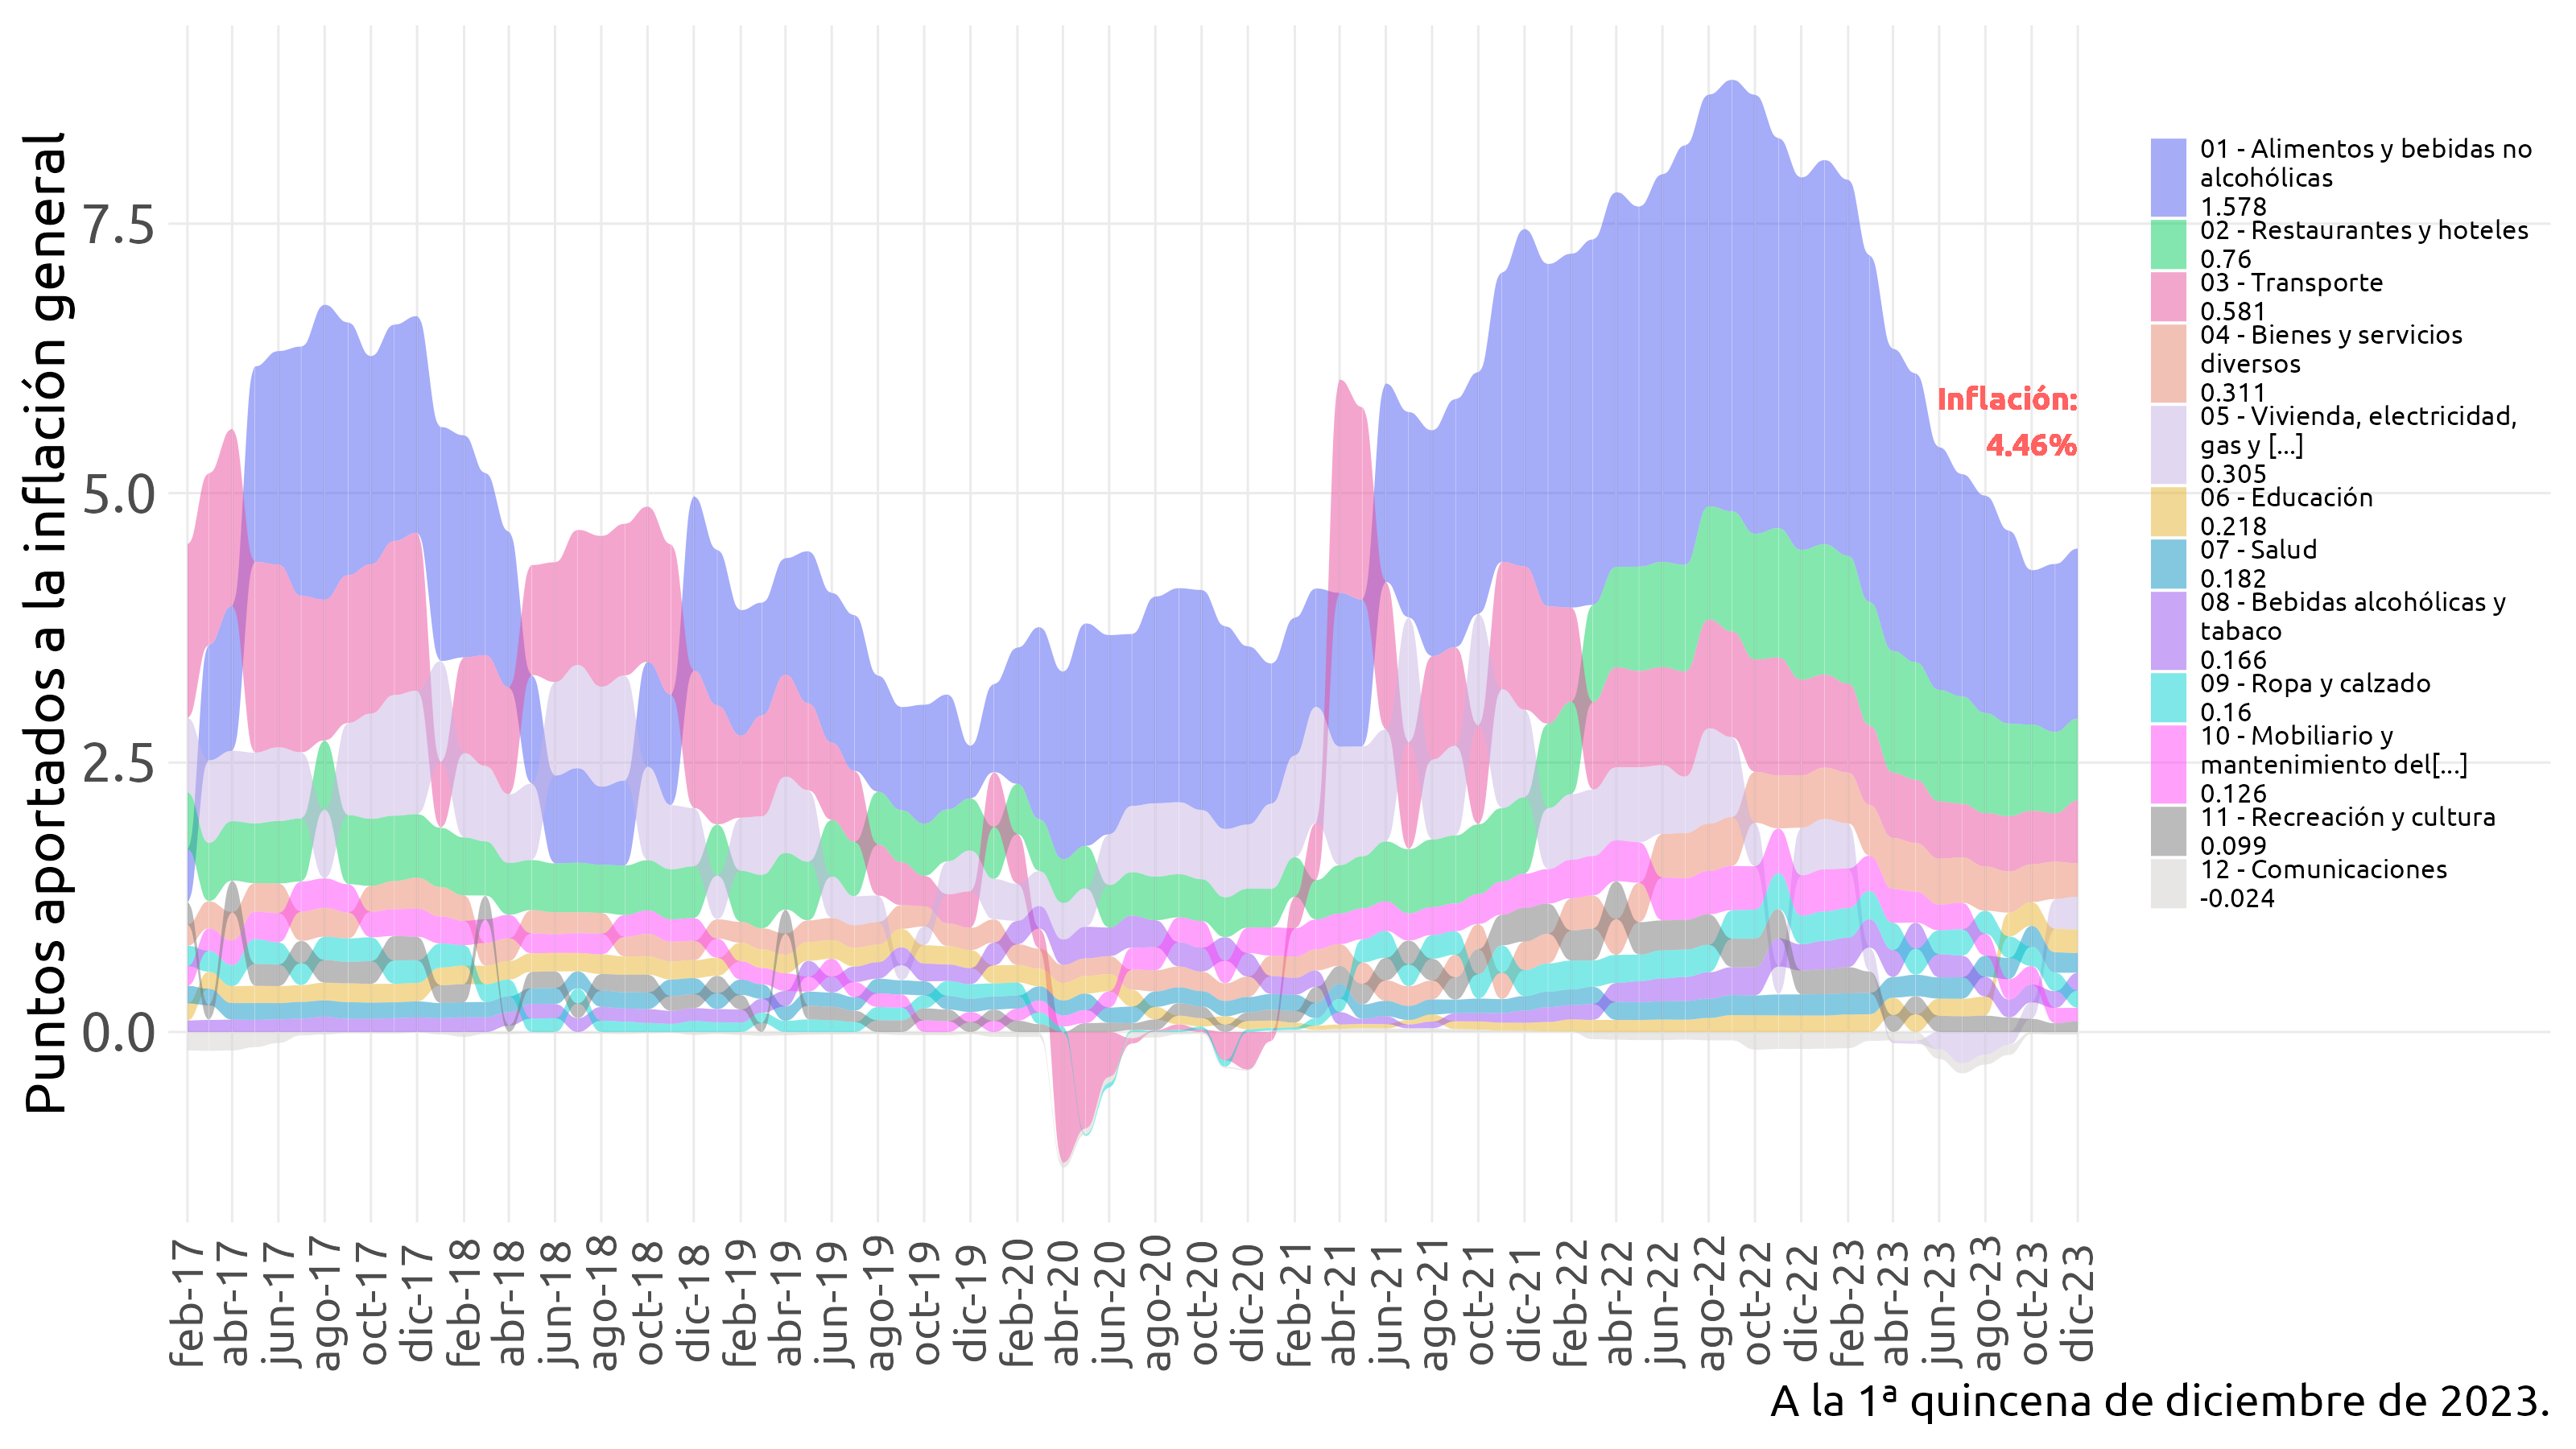 Puntos aportados a la inflación general
7.5
5.0
2.5
0.0
Inflación:
4.46%
01 - Alimentos y bebidas no
alcohólicas
1.578
02 - Restaurantes y hoteles
0.76
03 - Transporte
0.581
04 - Bienes y servicios
diversos
0.311
05 - Vivienda, electricidad,
gas y [...]
0.305
06 - Educación
0.218
07 - Salud
0.182
08 - Bebidas alcohólicas y
tabaco
0.166
09 - Ropa y calzado
0.16
10 - Mobiliario y
mantenimiento del[...]
0.126
11 - Recreación y cultura
0.099
12 - Comunicaciones
-0.024
feb-17
abr-17
jun-17
ago-17
oct-17
dic-17
feb-18
abr-18
jun-18
ago-18
oct-18
dic-18
feb-19
abr-19
jun-19
ago-19
oct-19
dic-19
feb-20
abr-20
jun-20
ago-20
oct-20
dic-20
feb-21
abr-21
jun-21
ago-21
oct-21
dic-21
feb-22
abr-22
jun-22
ago-22
oct-22
dic-22
feb-23
abr-23
jun-23
ago-23
oct-23
dic-23
A la 1ª quincena de diciembre de 2023.